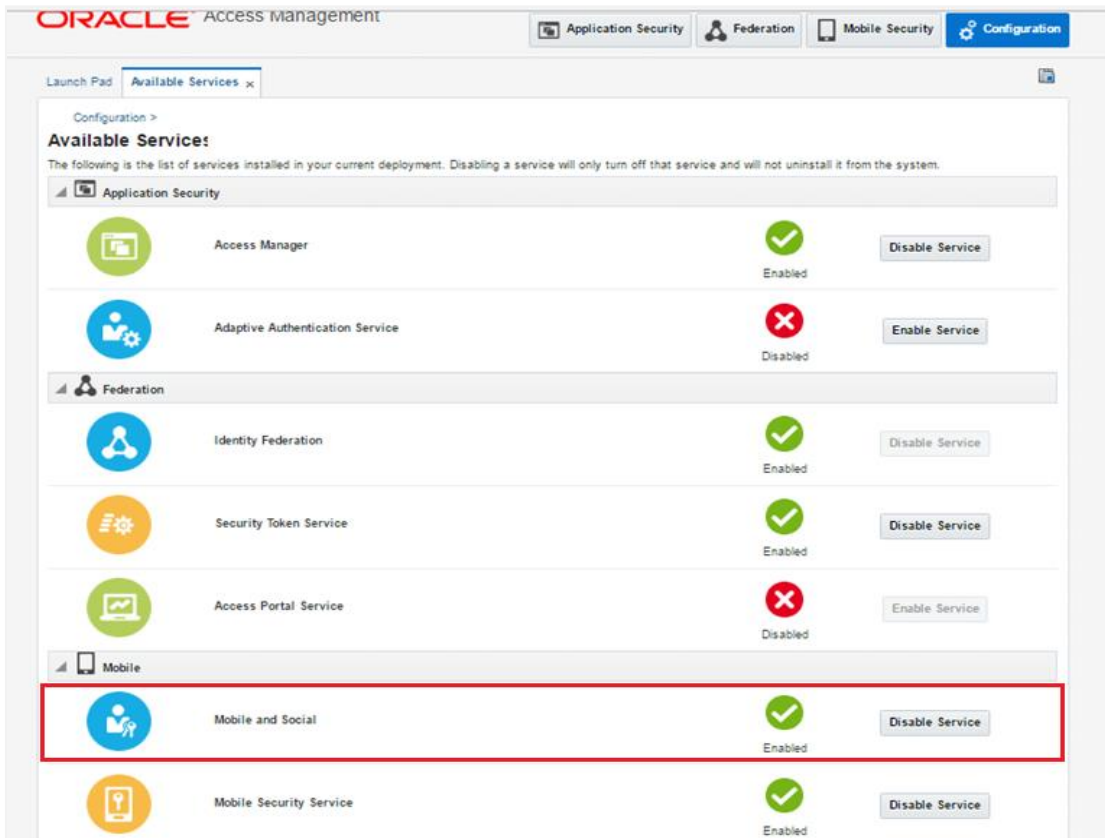 ORACLE Access Management
Application Security
Federation
Mobile Security
Configuration
Launch Pad
Available Services x
Configuration >
Available Services
The following is the list of services installed in your current deployment. Disabling a service will only turn off that service and will not uninstall it from the system.
Application Security
Access Manager
Enabled
Disable Service
Adaptive Authentication Service
Disabled
Enable Service
Federation
Identity Federation
Enabled
Disable Service
Security Token Service
Enabled
Disable Service
Access Portal Service
Disabled
Enable Service
Mobile
Mobile and Social
Enabled
Disable Service
Mobile Security Service
Enabled
Disable Service